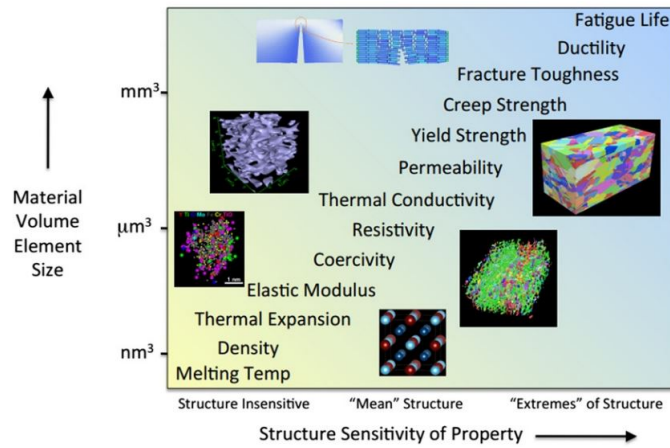 Fatigue Life
Ductility
Fracture Toughness
mm³
Creep Strength
Yield Strength
Permeability
Material
Volume
Element
Size
Thermal Conductivity
μm³
Resistivity
Coercivity
1 nm
Elastic Modulus
Thermal Expansion
nm³
Density
Melting Temp
Structure Insensitive
"Mean" Structure
"Extremes" of Structure
Structure Sensitivity of Property